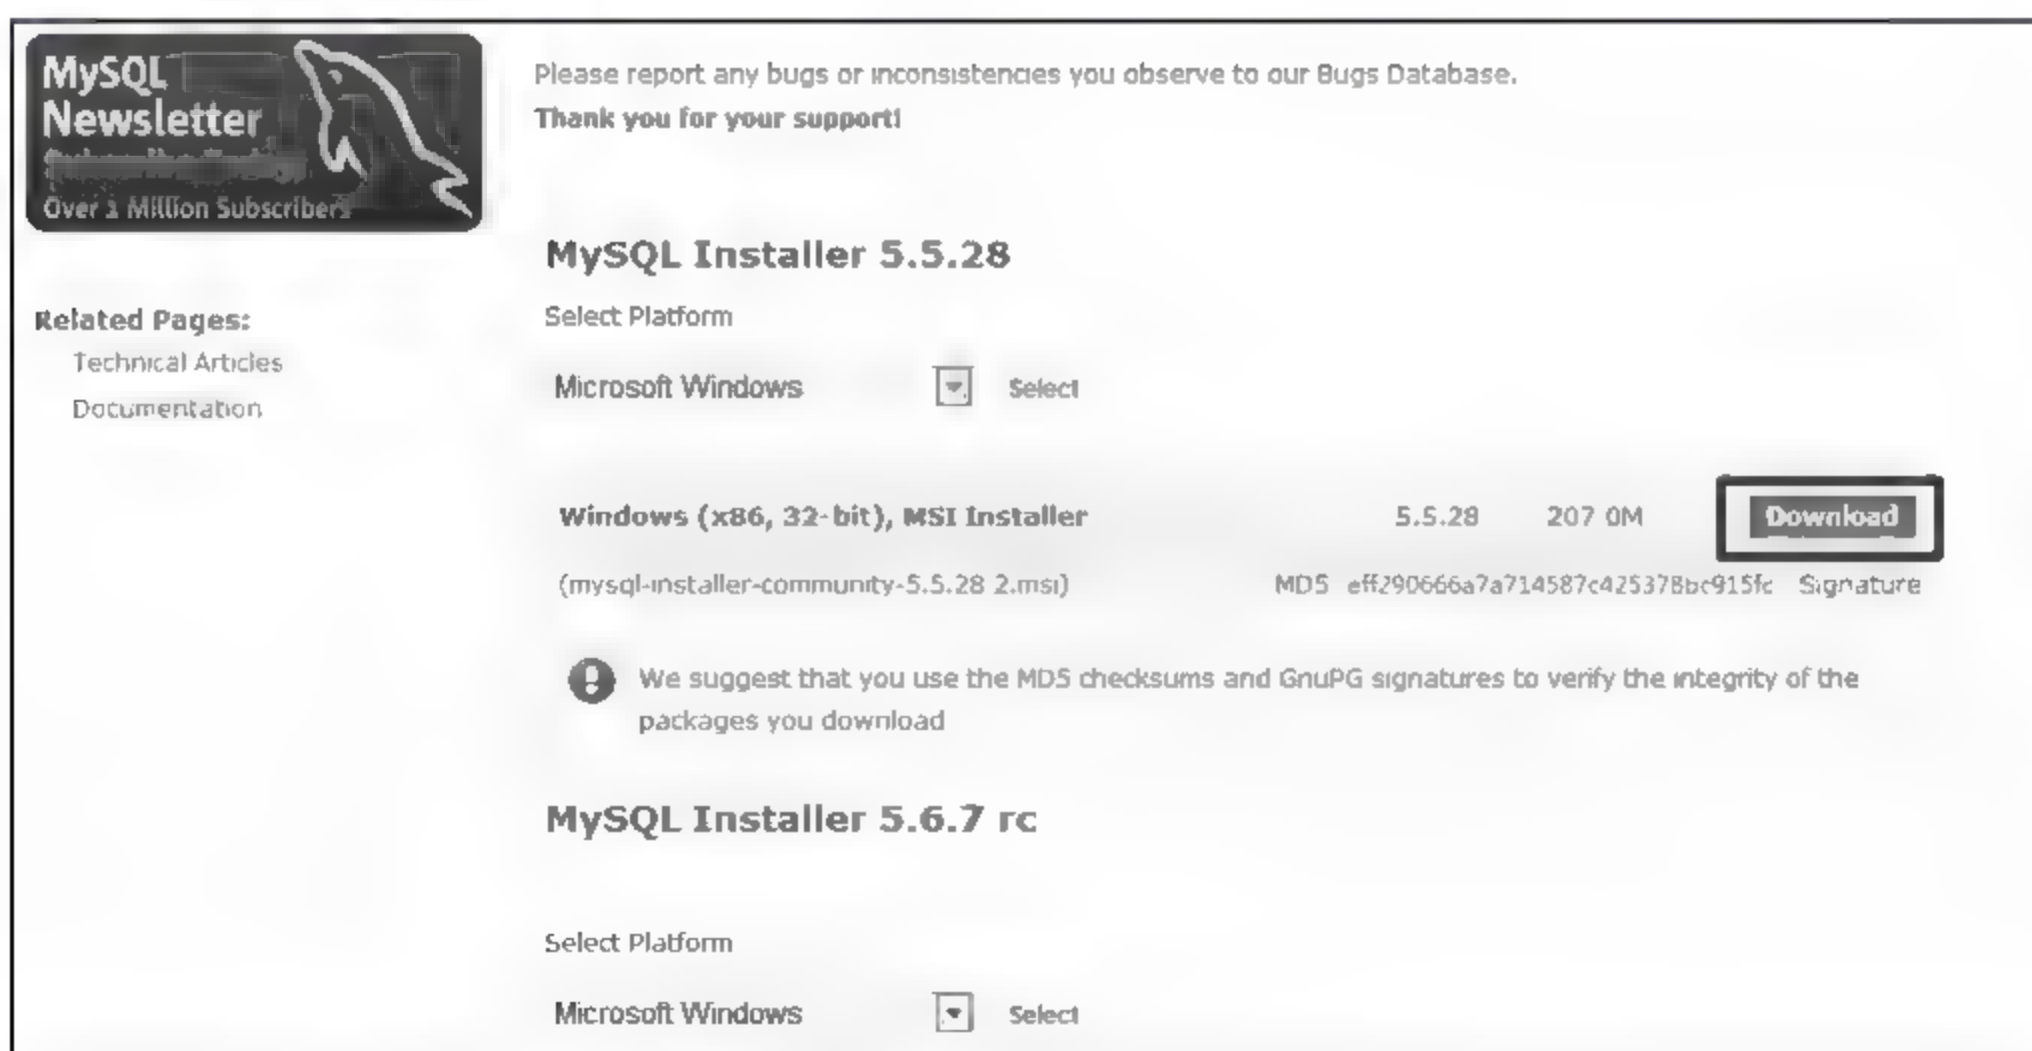 MySQL
Newsletter
Over 1 Million Subscribers
Related Pages:
Technical Articles
Documentation
Please report any bugs or inconsistencies you observe to our Bugs Database.
Thank you for your support!
MySQL Installer 5.5.28
Select Platform
Microsoft Windows Select
Windows (x86, 32-bit), MSI Installer 5.5.28 207 0M Download
(mysql-installer-community-5.5.28 2.msi) MD5 eff290666a7a714587c425378bc915fc Signature
We suggest that you use the MD5 checksums and GnuPG signatures to verify the integrity of the
packages you download
MySQL Installer 5.6.7 rc
Select Platform
Microsoft Windows Select